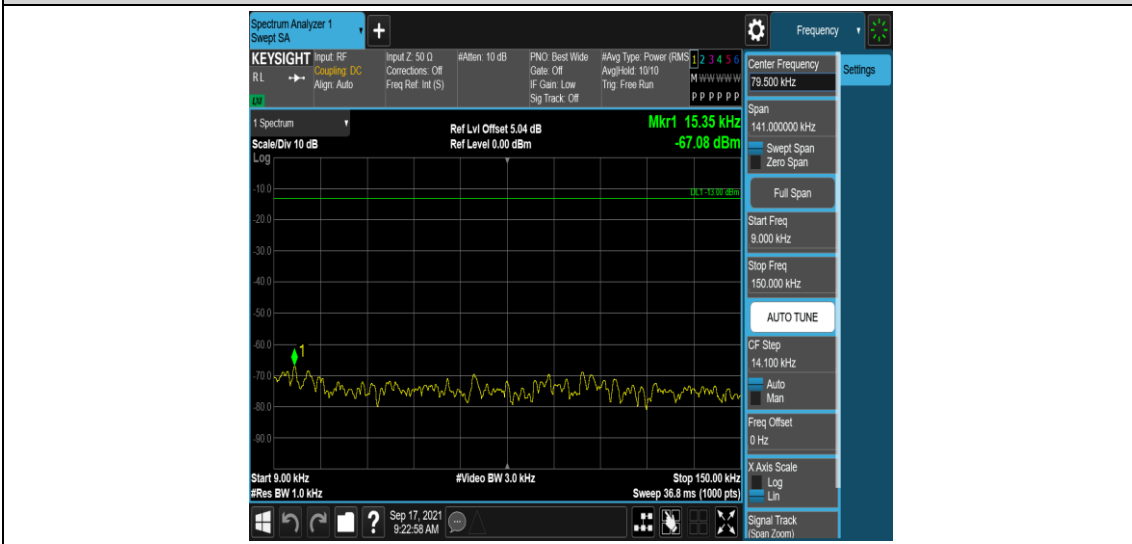 Spectrum Analyzer 1
Swept SA
+
Frequency
KEYSIGHT
RL
LXI
Input: RF
Coupling: DC
Align: Auto
Input Z: 50 Ω
Corrections: Off
Freq Ref: Int (S)
#Atten: 10 dB
PNO: Best Wide
Gate: Off
IF Gain: Low
Sig Track: Off
#Avg Type: Power (RMS
Avg|Hold: 10/10
Trig: Free Run
1 2 3 4 5 6
M W W W W W
P P P P P P
1 Spectrum
Scale/Div 10 dB
Log
Ref Lvl Offset 5.04 dB
Ref Level 0.00 dBm
Mkr1 15.35 kHz
-67.08 dBm
DL1 -13.00 dBm
-10.0
-20.0
-30.0
-40.0
-50.0
-60.0
-70.0
-80.0
-90.0
1
Start 9.00 kHz
#Res BW 1.0 kHz
#Video BW 3.0 kHz
Stop 150.00 kHz
Sweep 36.8 ms (1000 pts)
?
Sep 17, 2021
9:22:58 AM
Center Frequency
79.500 kHz
Settings
Span
141.000000 kHz
Swept Span
Zero Span
Full Span
Start Freq
9.000 kHz
Stop Freq
150.000 kHz
AUTO TUNE
CF Step
14.100 kHz
Auto
Man
Freq Offset
0 Hz
X Axis Scale
Log
Lin
Signal Track
(Span Zoom)